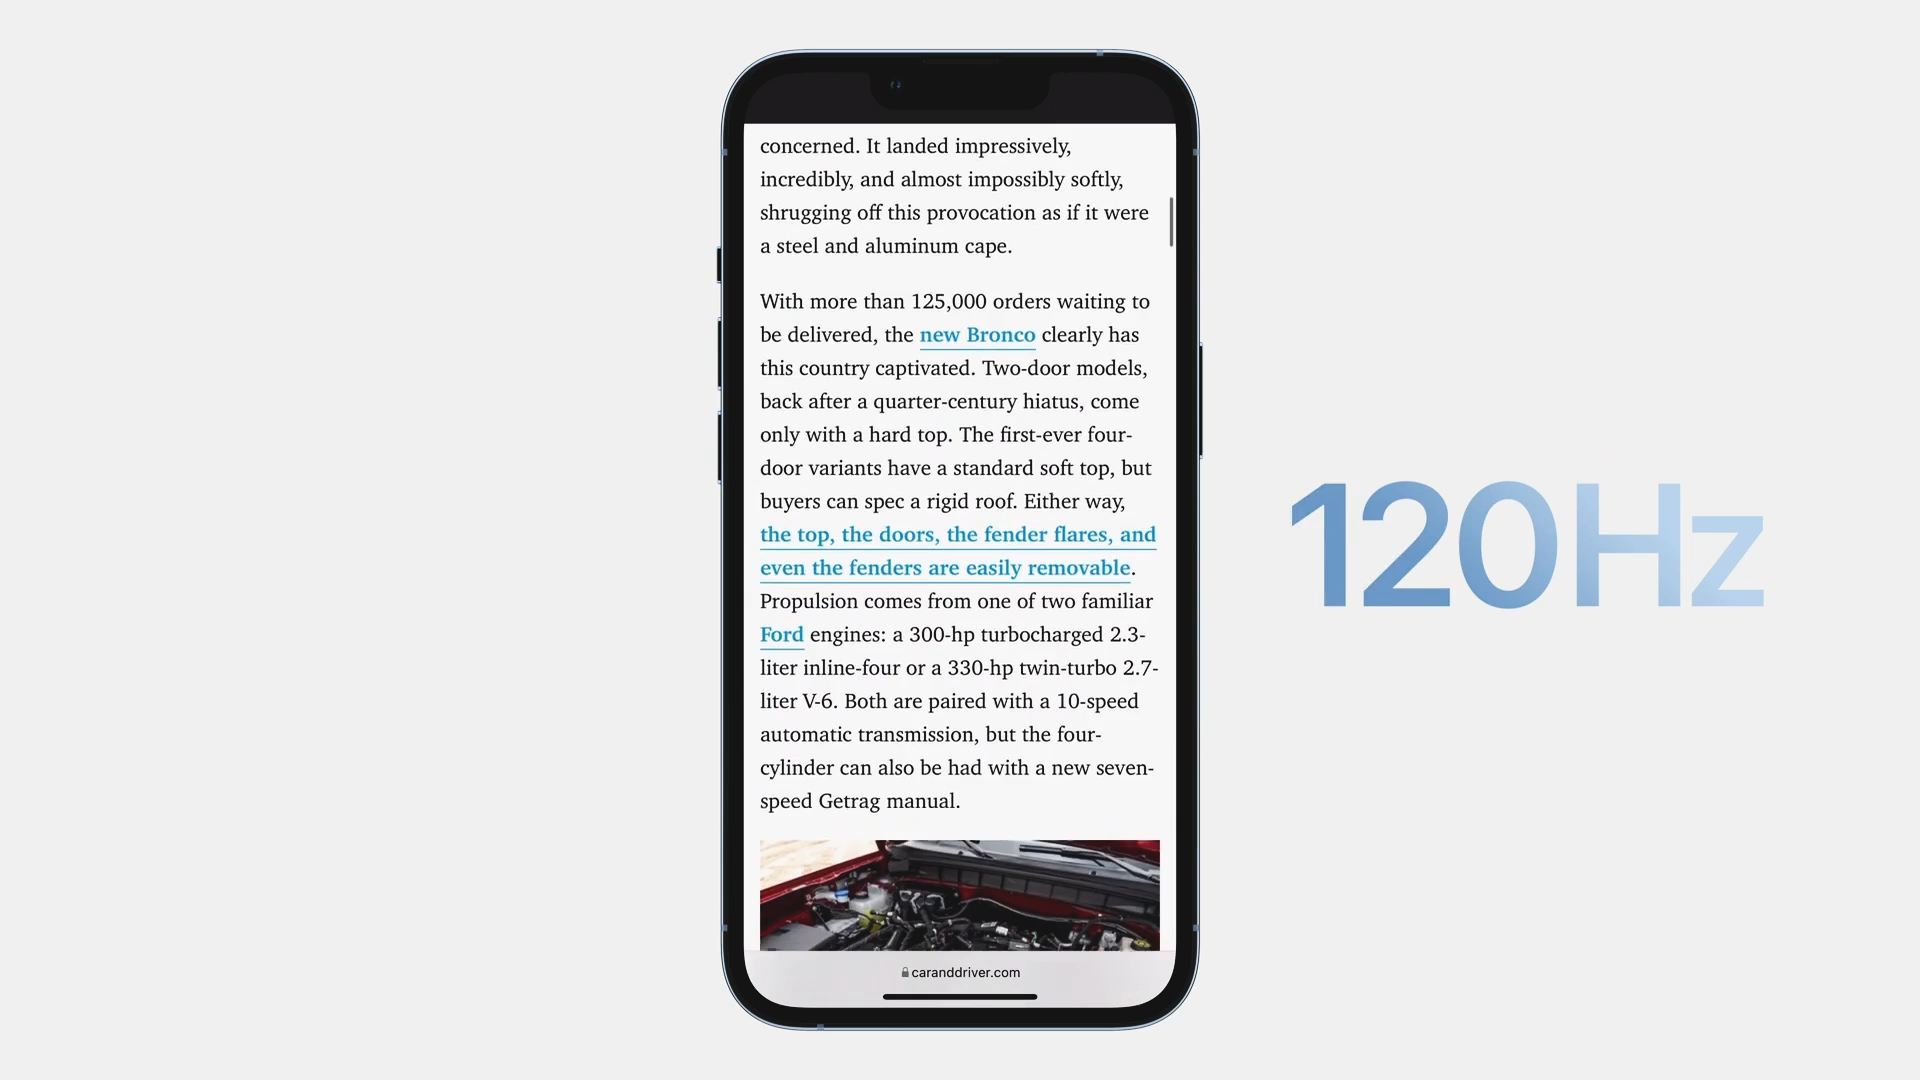 concerned. It landed impressively,
incredibly, and almost impossibly softly,
shrugging off this provocation as if it were
a steel and aluminum cape.
With more than 125,000 orders waiting to
be delivered, the new Bronco clearly has
this country captivated. Two-door models,
back after a quarter-century hiatus, come
only with a hard top. The first-ever four-
door variants have a standard soft top, but
buyers can spec a rigid roof. Either way,
the top, the doors, the fender flares, and
even the fenders are easily removable.
Propulsion comes from one of two familiar
Ford engines: a 300-hp turbocharged 2.3-
liter inline-four or a 330-hp twin-turbo 2.7-
liter V-6. Both are paired with a 10-speed
automatic transmission, but the four-
cylinder can also be had with a new seven-
speed Getrag manual.
caranddriver.com
120Hz